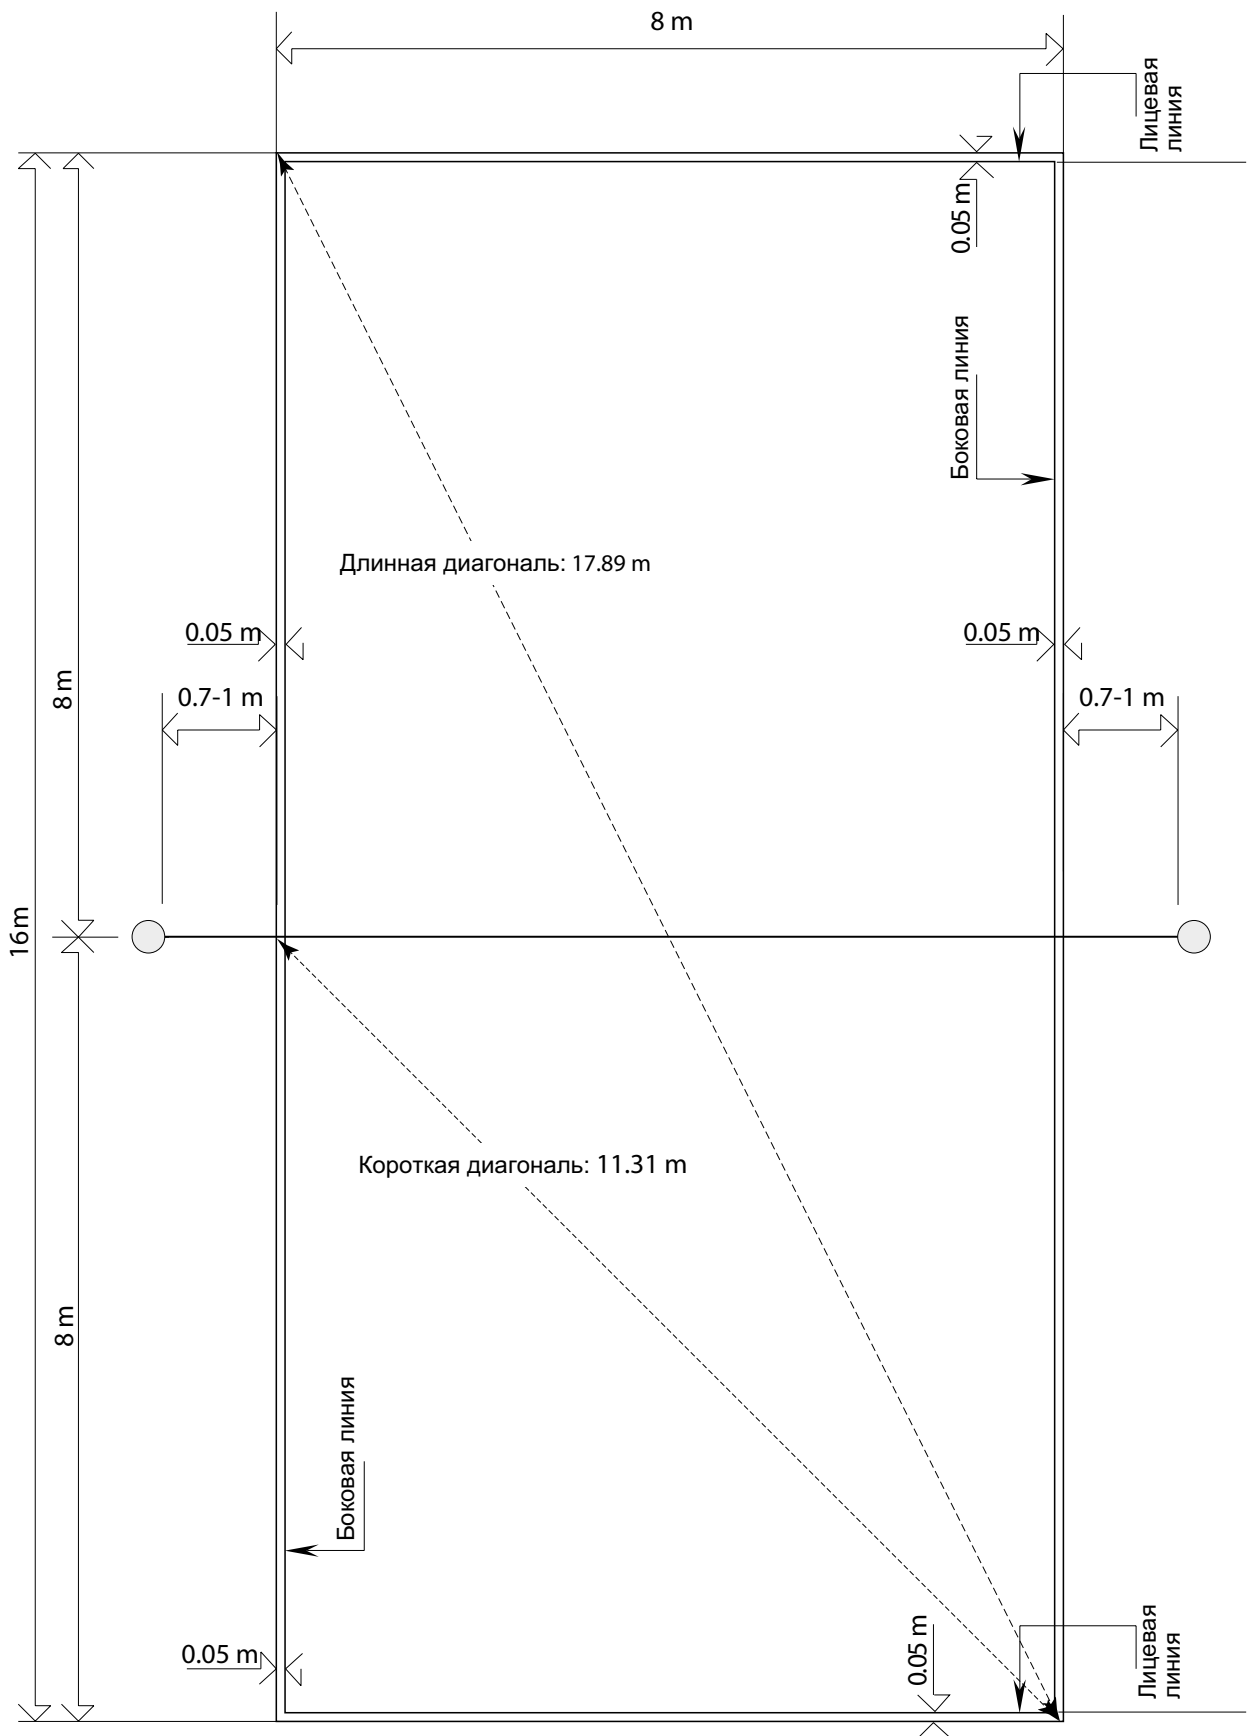 8 m
Лицевая
линия
0.05 m
Боковая линия
Длинная диагональ: 17.89 m
0.05 m
0.05 m
8 m
0.7-1 m
0.7-1 m
16 m
Короткая диагональ: 11.31 m
8 m
Боковая линия
0.05 m
0.05 m
Лицевая
линия